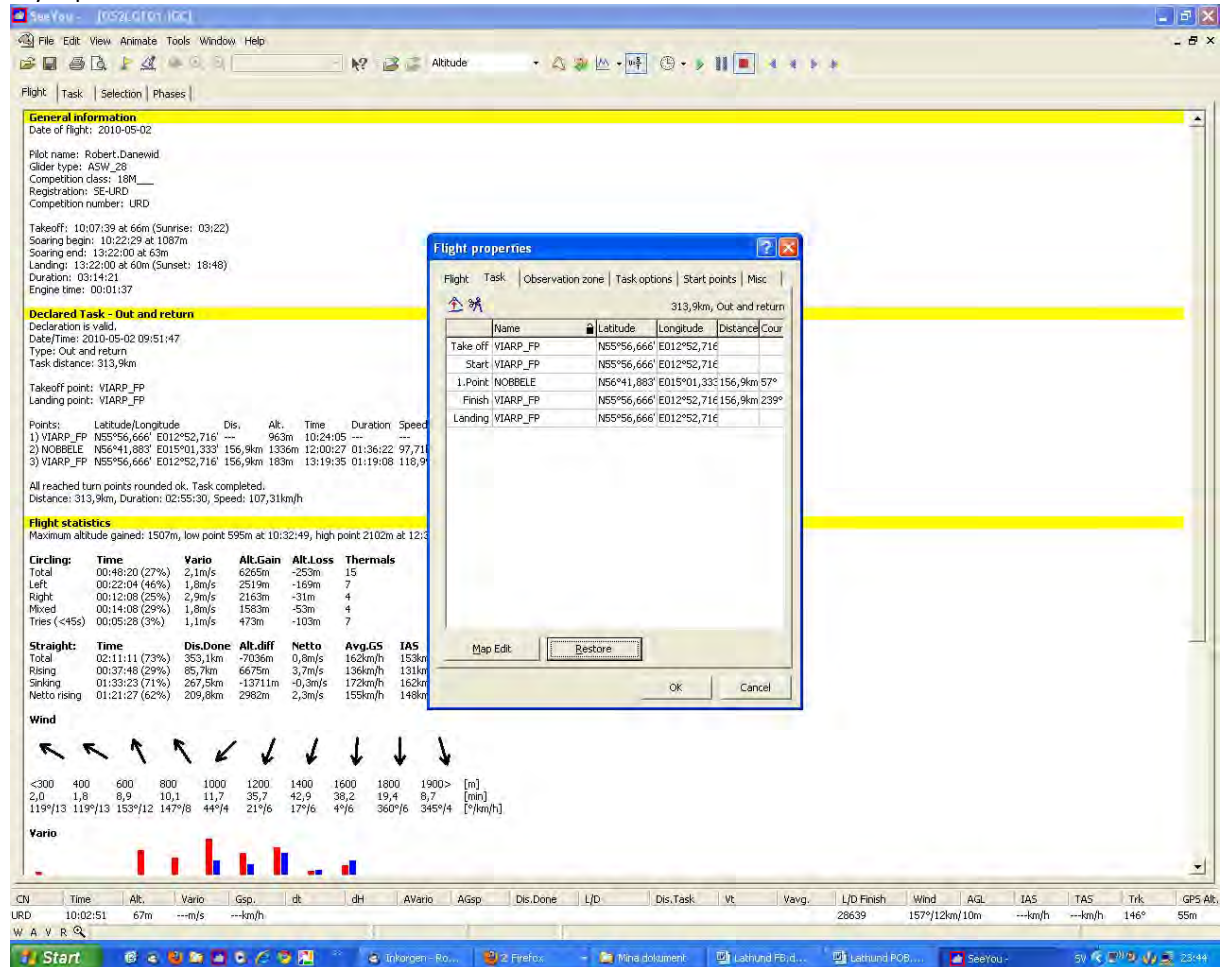 SeeYou - [052CGT01.IGC]
File Edit View Animate Tools Window Help
Altitude
Flight Task Selection Phases
General information
Date of flight: 2010-05-02
Pilot name: Robert.Danewid
Glider type: ASW_28
Competition class: 18M___
Registration: SE-URD
Competition number: URD
Takeoff: 10:07:39 at 66m (Sunrise: 03:22)
Soaring begin: 10:22:29 at 1087m
Soaring end: 13:22:00 at 63m
Landing: 13:22:00 at 60m (Sunset: 18:48)
Duration: 03:14:21
Engine time: 00:01:37
Declared Task - Out and return
Declaration is valid.
Date/Time: 2010-05-02 09:51:47
Type: Out and return
Task distance: 313,9km
Takeoff point: VIARP_FP
Landing point: VIARP_FP
Points: Latitude/Longitude Dis. Alt. Time Duration Speed
1) VIARP_FP N55°56,666' E012°52,716' --- 963m 10:24:05 --- ---
2) NOBBELE N56°41,883' E015°01,333' 156,9km 1336m 12:00:27 01:36:22 97,71
3) VIARP_FP N55°56,666' E012°52,716' 156,9km 183m 13:19:35 01:19:08 118,9
All reached turn points rounded ok. Task completed.
Distance: 313,9km, Duration: 02:55:30, Speed: 107,31km/h
Flight statistics
Maximum altitude gained: 1507m, low point 595m at 10:32:49, high point 2102m at 12:3
Circling: Time Vario Alt.Gain Alt.Loss Thermals
Total 00:48:20 (27%) 2,1m/s 6265m -253m 15
Left 00:22:04 (46%) 1,8m/s 2519m -169m 7
Right 00:12:08 (25%) 2,9m/s 2163m -31m 4
Mixed 00:14:08 (29%) 1,8m/s 1583m -53m 4
Tries (<45s) 00:05:28 (3%) 1,1m/s 473m -103m 7
Straight: Time Dis.Done Alt.diff Netto Avg.GS IAS
Total 02:11:11 (73%) 353,1km -7036m 0,8m/s 162km/h 153km
Rising 00:37:48 (29%) 85,7km 6675m 3,7m/s 136km/h 131km
Sinking 01:33:23 (71%) 267,5km -13711m -0,3m/s 172km/h 162km
Netto rising 01:21:27 (62%) 209,8km 2982m 2,3m/s 155km/h 148km
Wind
<300 400 600 800 1000 1200 1400 1600 1800 1900> [m]
2,0 1,8 8,9 10,1 11,7 35,7 42,9 38,2 19,4 8,7 [min]
119°/13 119°/13 153°/12 147°/8 44°/4 21°/6 17°/6 4°/6 360°/6 345°/4 [°/km/h]
Vario
Flight properties
Flight Task Observation zone Task options Start points Misc
313,9km, Out and return
Name Latitude Longitude Distance Cour
Take off VIARP_FP N55°56,666' E012°52,716
Start VIARP_FP N55°56,666' E012°52,716
1.Point NOBBELE N56°41,883' E015°01,333 156,9km 57°
Finish VIARP_FP N55°56,666' E012°52,716 156,9km 239°
Landing VIARP_FP N55°56,666' E012°52,716
Map Edit Restore
OK Cancel
CN Time Alt. Vario Gsp. dt dH AVario AGsp Dis.Done L/D Dis.Task Vt Vavg. L/D Finish Wind AGL IAS TAS Trk GPS Alt.
URD 10:02:51 67m ---m/s ---km/h 28639 157°/12km/ 10m ---km/h ---km/h 146° 55m
W A V R
Start Inkorgen - Ro... 2 Firefox Mina dokument Lathund FB,d... Lathund POB.... SeeYou - SV 23:44